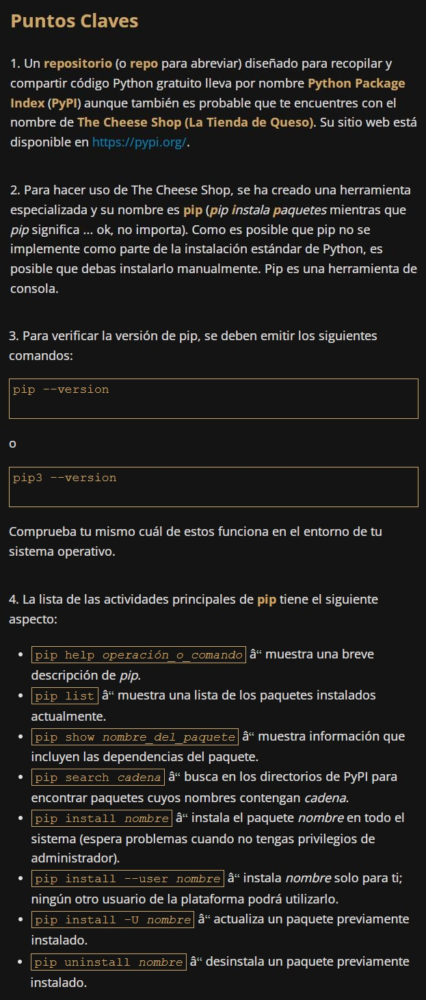 Puntos Claves
1. Un repositorio (o repo para abreviar) diseñado para recopilar y
compartir código Python gratuito lleva por nombre Python Package
Index (PyPI) aunque también es probable que te encuentres con el
nombre de The Cheese Shop (La Tienda de Queso). Su sitio web está
disponible en https://pypi.org/.
2. Para hacer uso de The Cheese Shop, se ha creado una herramienta
especializada y su nombre es pip (pip instala paquetes mientras que
pip significa ... ok, no importa). Como es posible que pip no se
implemente como parte de la instalación estándar de Python, es
posible que debas instalarlo manualmente. Pip es una herramienta de
consola.
3. Para verificar la versión de pip, se deben emitir los siguientes
comandos:
pip --version
o
pip3 --version
Comprueba tu mismo cuál de estos funciona en el entorno de tu
sistema operativo.
4. La lista de las actividades principales de pip tiene el siguiente
aspecto:
• pip help operación_o_comando â“ muestra una breve
descripción de pip.
• pip list â“ muestra una lista de los paquetes instalados
actualmente.
• pip show nombre_del_paquete â“ muestra información que
incluyen las dependencias del paquete.
• pip search cadena â“ busca en los directorios de PyPI para
encontrar paquetes cuyos nombres contengan cadena.
• pip install nombre â“ instala el paquete nombre en todo el
sistema (espera problemas cuando no tengas privilegios de
administrador).
• pip install --user nombre â“ instala nombre solo para ti;
ningún otro usuario de la plataforma podrá utilizarlo.
• pip install -U nombre â“ actualiza un paquete previamente
instalado.
• pip uninstall nombre â“ desinstala un paquete previamente
instalado.